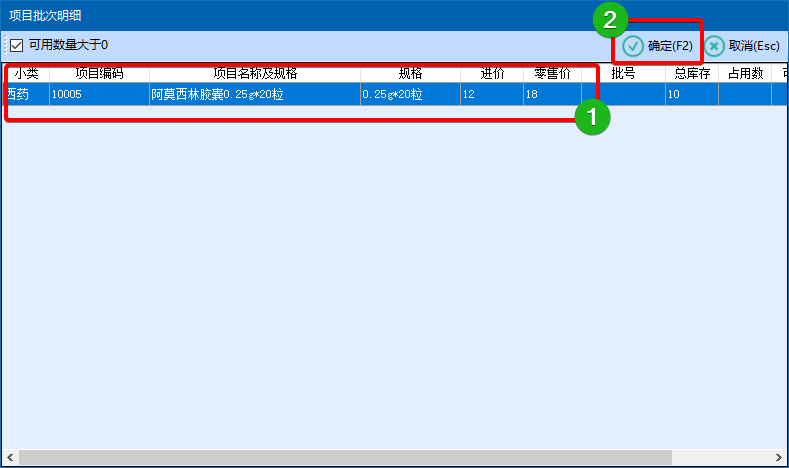 项目批次明细
2
可用数量大于0 确定(F2) 取消(Esc)
小类 项目编码 项目名称及规格 规格 进价 零售价 批号 总库存 占用数
西药 10005 阿莫西林胶囊0.25g*20粒 0.25g*20粒 12 18 10
1